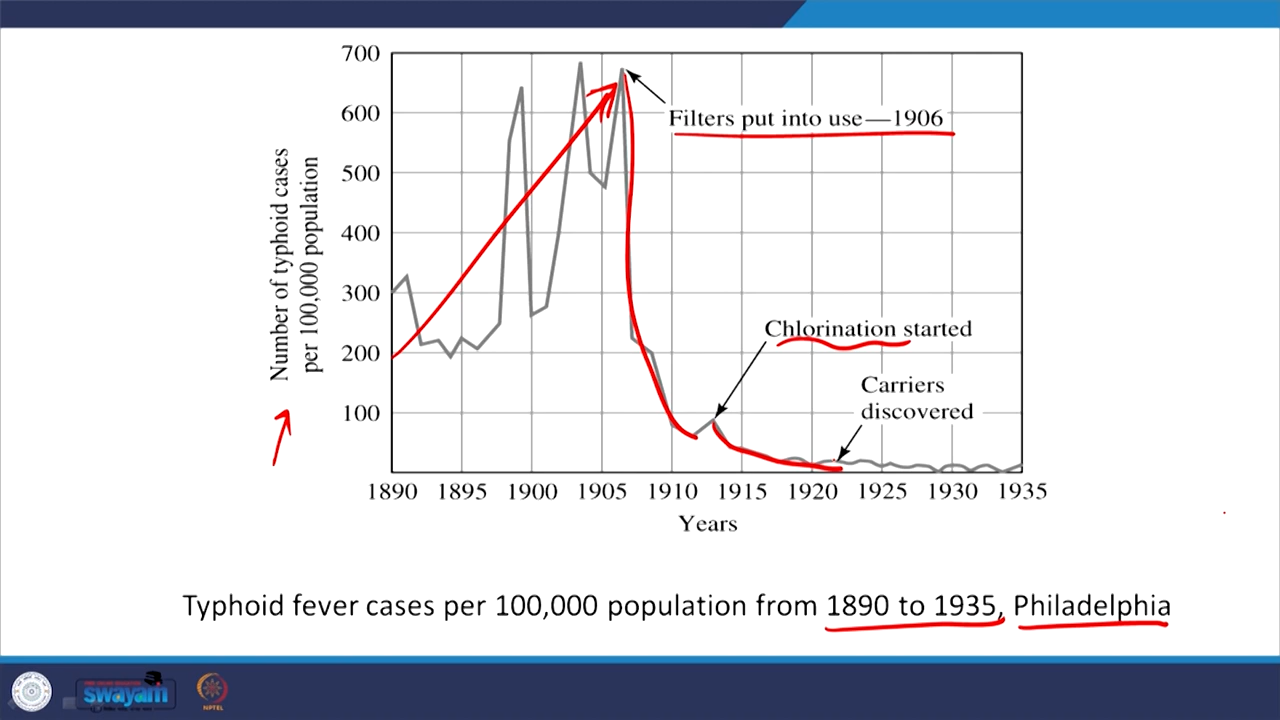 700
600
500
400
300
200
100
Number of typhoid cases
per 100,000 population
Filters put into use—1906
Chlorination started
Carriers
discovered
1890 1895 1900 1905 1910 1915 1920 1925 1930 1935
Years
Typhoid fever cases per 100,000 population from 1890 to 1935, Philadelphia
swayam
NPTEL